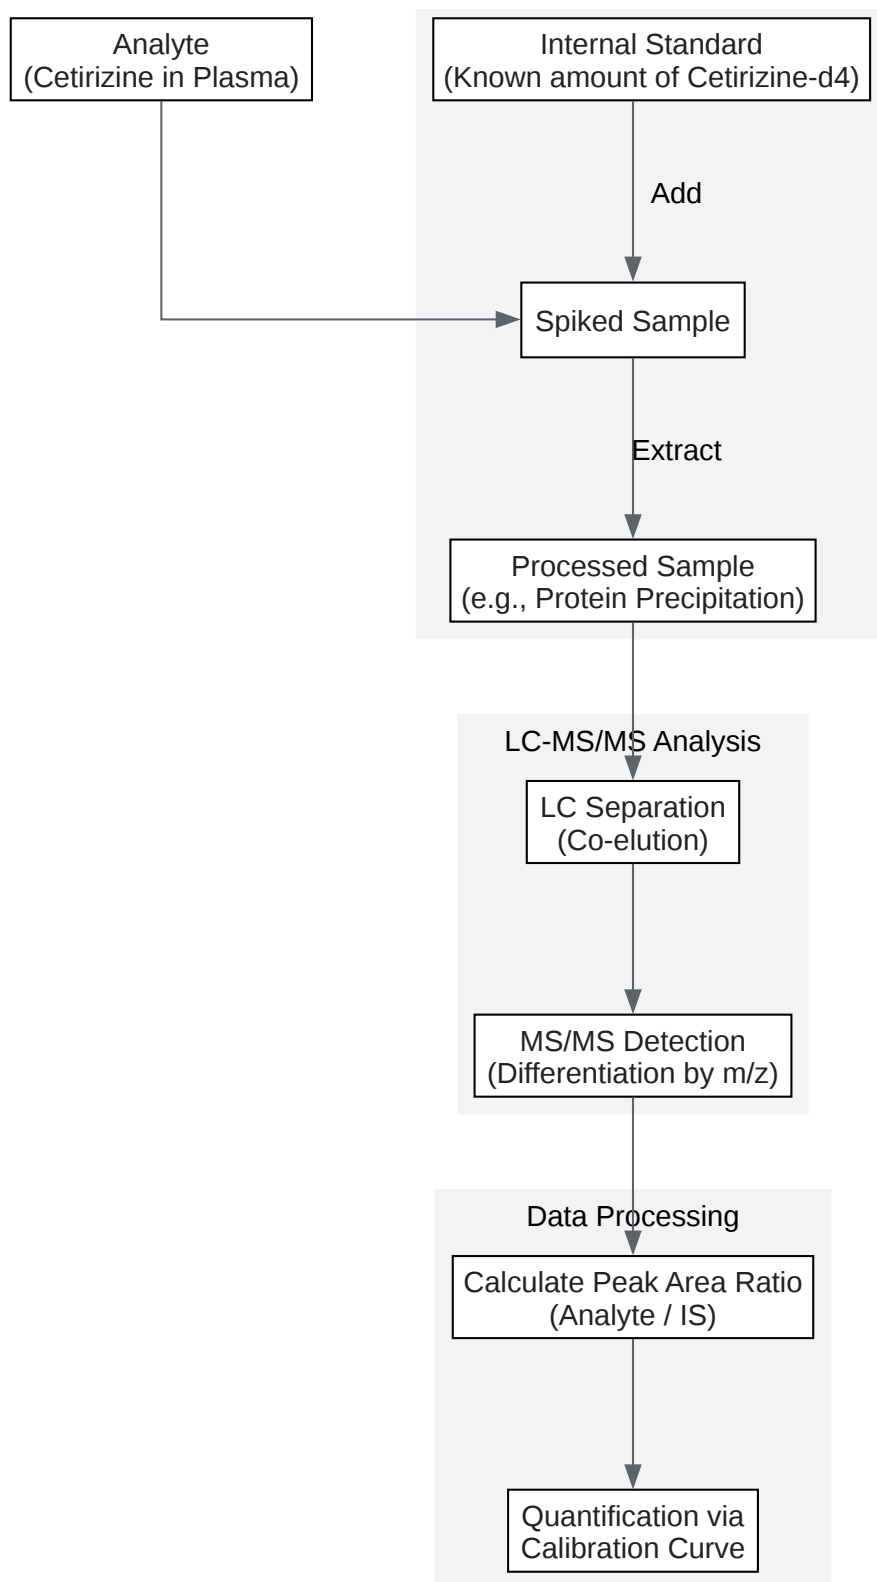 Analyte
(Cetirizine in Plasma)
Internal Standard
(Known amount of Cetirizine-d4)
Add
Spiked Sample
Extract
Processed Sample
(e.g., Protein Precipitation)
LC-MS/MS Analysis
LC Separation
(Co-elution)
MS/MS Detection
(Differentiation by m/z)
Data Processing
Calculate Peak Area Ratio
(Analyte / IS)
Quantification via
Calibration Curve